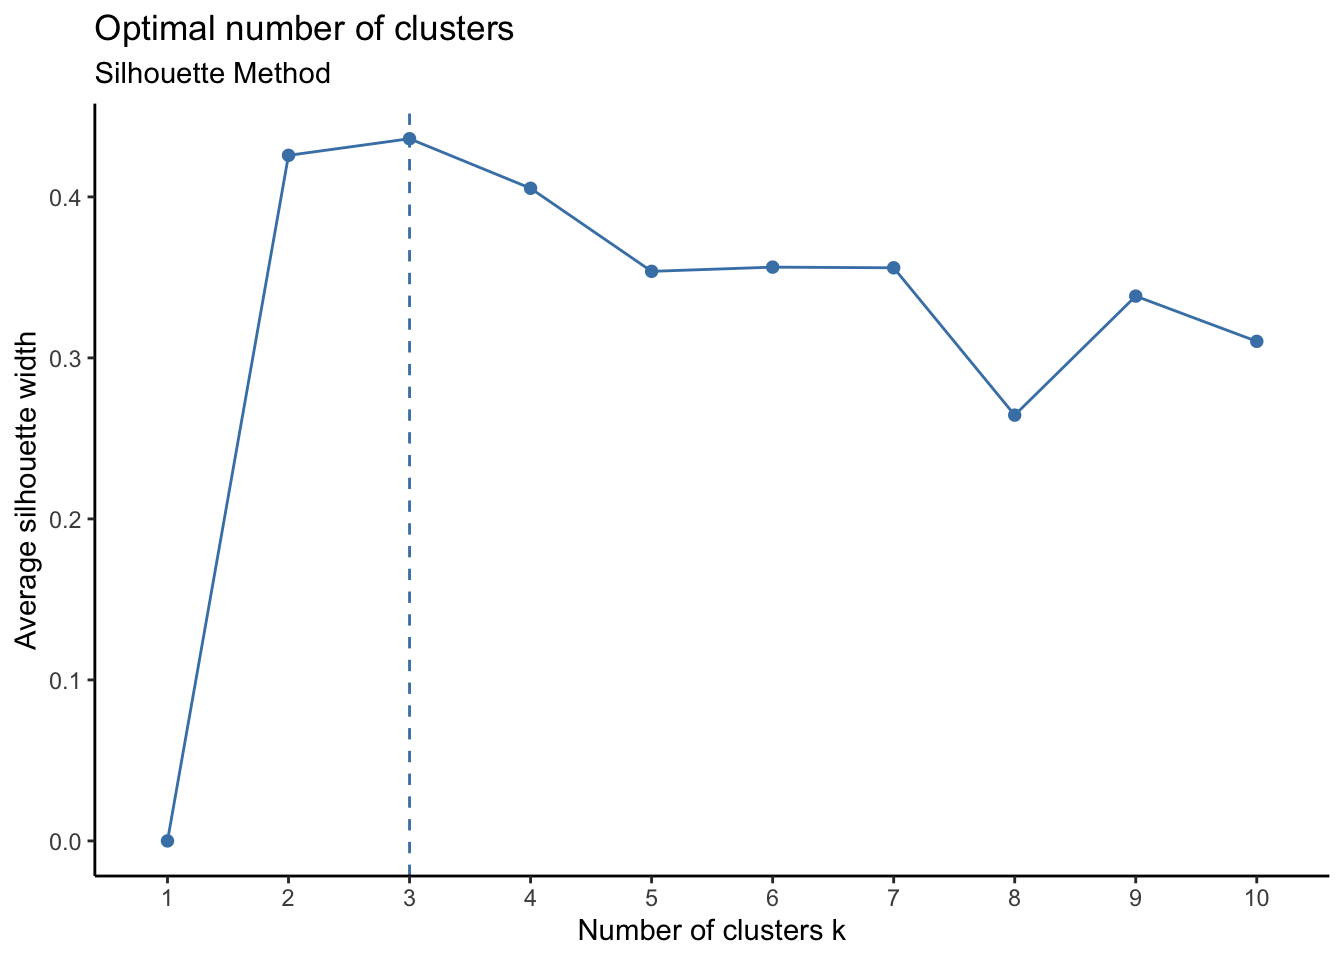 Optimal number of clusters
Silhouette Method
Average silhouette width
0.4
0.3
0.2
0.1
0.0
1 2 3 4 5 6 7 8 9 10
Number of clusters k